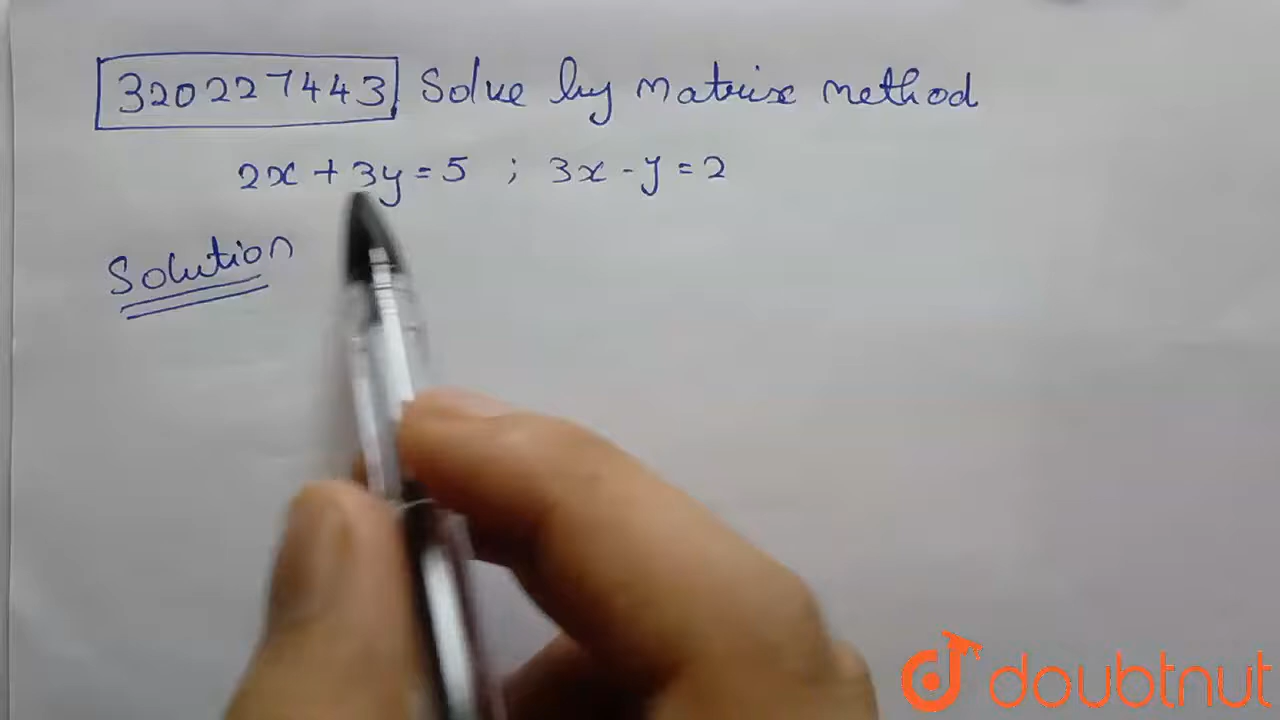 320227443 Solve by Matrix method
2x + 3y = 5 ; 3x - y = 2
Solution
doubtnut